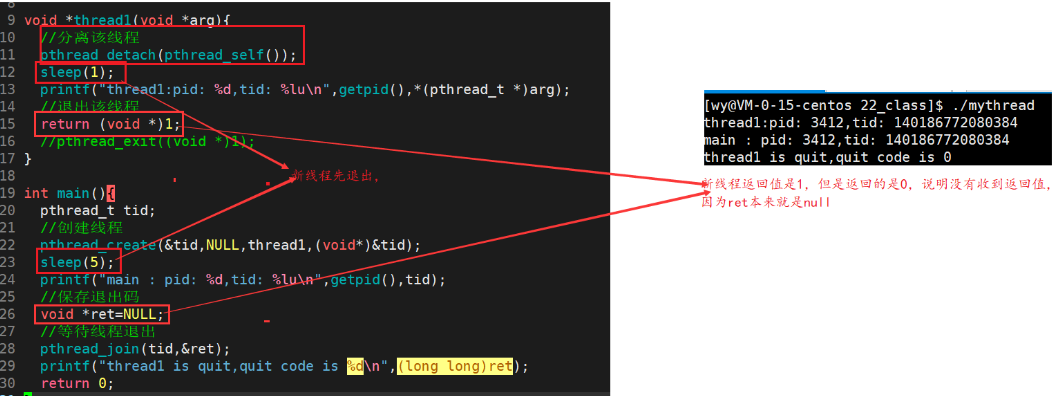 8
9 void *thread1(void *arg){
10 //分离该线程
11 pthread_detach(pthread_self());
12 sleep(1);
13 printf("thread1:pid: %d,tid: %lu\n",getpid(),*(pthread_t *)arg);
14 //退出该线程
15 return (void *)1;
16 //pthread_exit((void *)1);
17 }
18
19 int main(){
20 pthread_t tid;
21 //创建线程
22 pthread_create(&tid,NULL,thread1,(void*)&tid);
23 sleep(5);
24 printf("main : pid: %d,tid: %lu\n",getpid(),tid);
25 //保存退出码
26 void *ret=NULL;
27 //等待线程退出
28 pthread_join(tid,&ret);
29 printf("thread1 is quit,quit code is %d\n",(long long)ret);
30 return 0;
新线程先退出,
[wy@VM-0-15-centos 22_class]$ ./mythread
thread1:pid: 3412,tid: 140186772080384
main : pid: 3412,tid: 140186772080384
thread1 is quit,quit code is 0
新线程返回值是1，但是返回的是0，说明没有收到返回值，
因为ret本来就是null